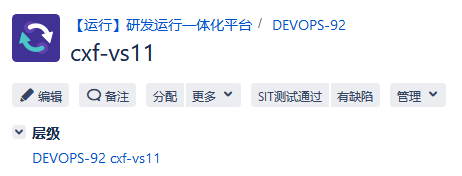 【运行】研发运行一体化平台 / DEVOPS-92
cxf-vs11
编辑 备注 分配 更多 SIT测试通过 有缺陷 管理
层级
DEVOPS-92 cxf-vs11